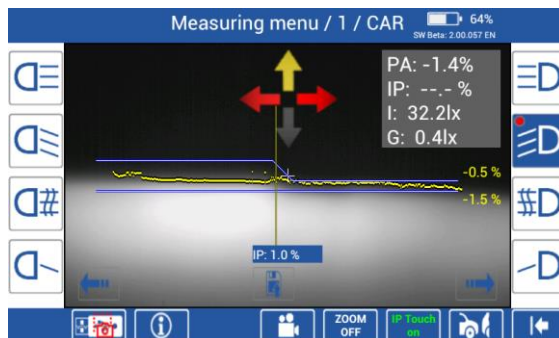 Measuring menu / 1 / CAR
64%
SW Beta: 2.00.057 EN
PA: -1.4%
IP: --.- %
I: 32.2lx
G: 0.4lx
-0.5 %
-1.5 %
IP: 1.0 %
ZOOM
OFF
IP Touch
on